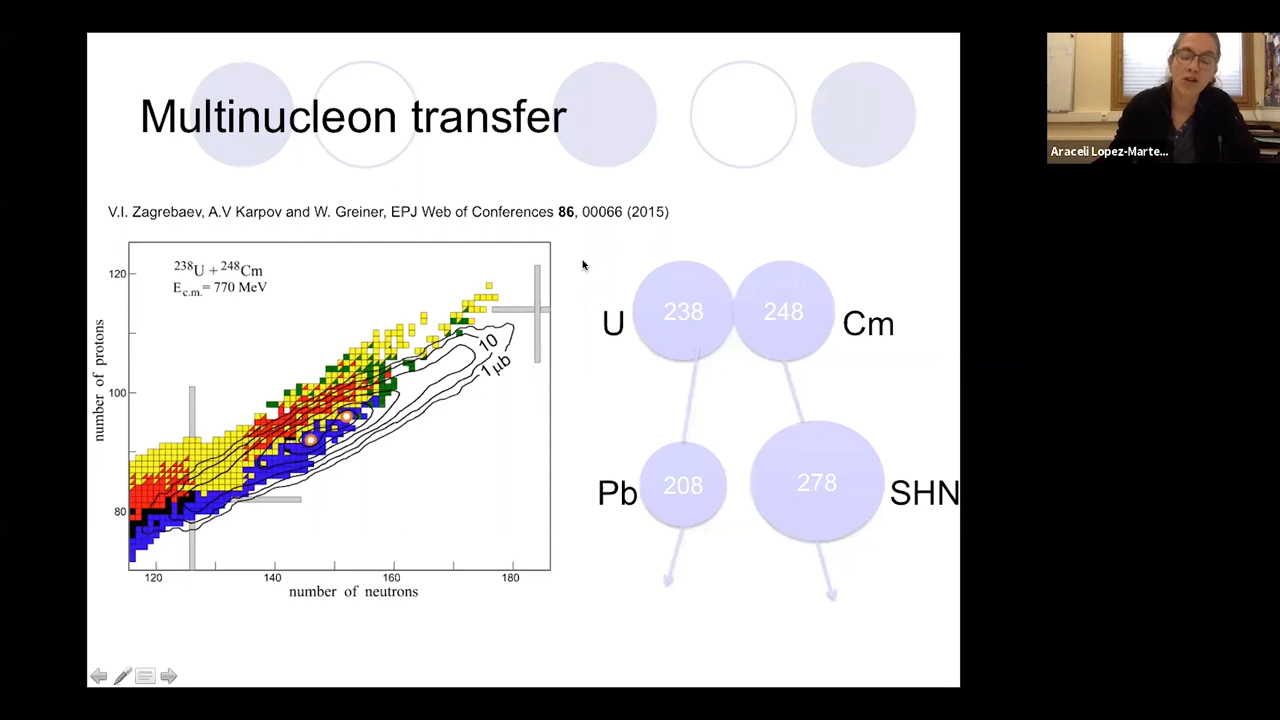 Multinucleon transfer
V.I. Zagrebaev, A.V Karpov and W. Greiner, EPJ Web of Conferences 86, 00066 (2015)
238U + 248Cm
Ec.m.= 770 MeV
number of protons
120
100
80
10
1 μb
120
140
160
180
number of neutrons
U
238
248
Cm
Pb
208
278
SHN
Araceli Lopez-Marte...